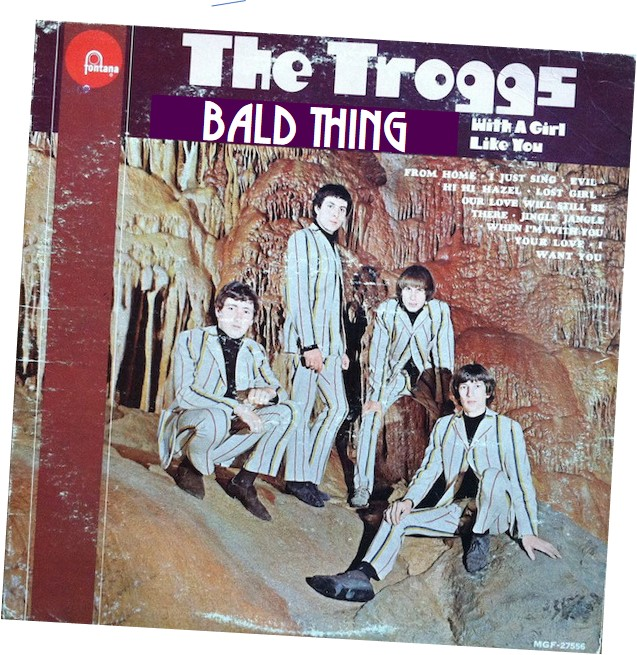 fontana
The Troggs
BALD THING
With A Girl
Like You
FROM HOME • I JUST SING • EVIL
HI HI HAZEL • LOST GIRL
OUR LOVE WILL STILL BE
THERE • JINGLE JANGLE
WHEN I'M WITH YOU
YOUR LOVE • I
WANT YOU
MGF-27556